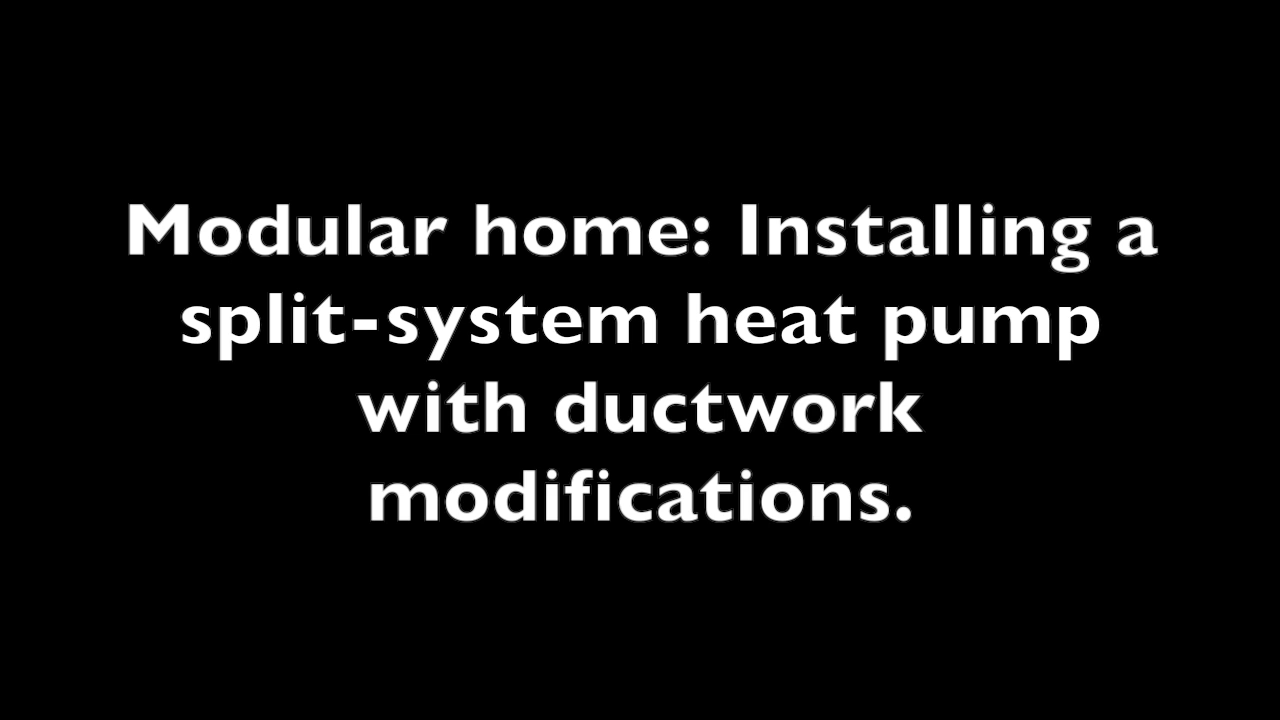 Modular home: Installing a
split-system heat pump
with ductwork
modifications.